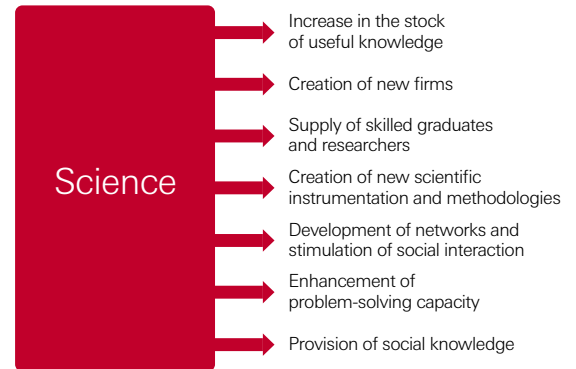 Science
Increase in the stock
of useful knowledge
Creation of new firms
Supply of skilled graduates
and researchers
Creation of new scientific
instrumentation and methodologies
Development of networks and
stimulation of social interaction
Enhancement of
problem-solving capacity
Provision of social knowledge